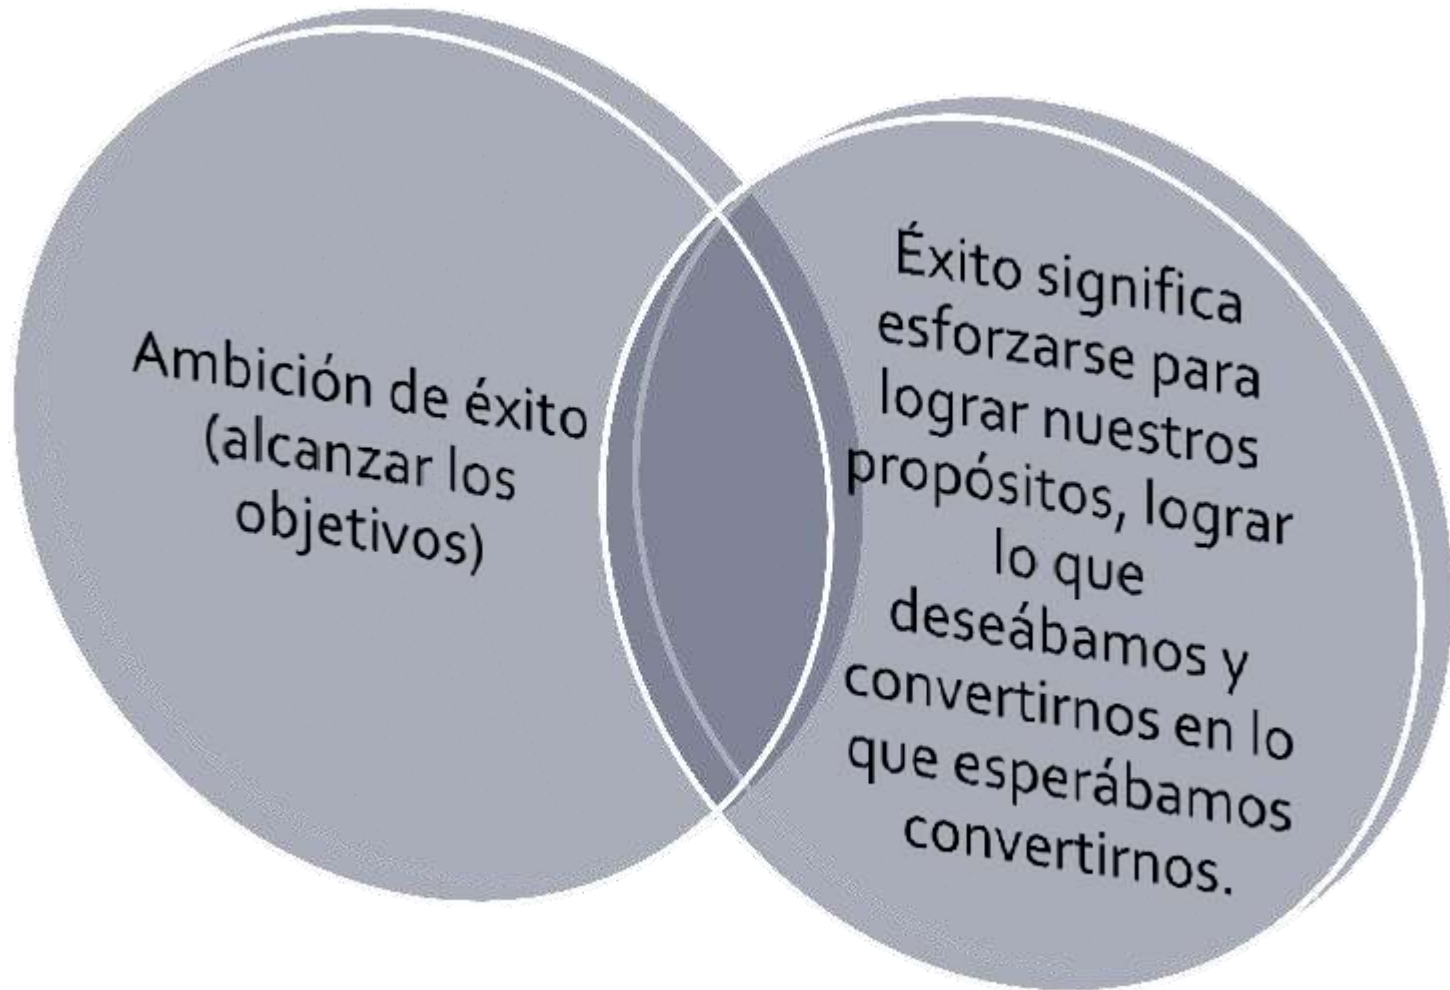 Ambición de éxito
(alcanzar los
objetivos)
Éxito significa
esforzarse para
lograr nuestros
propósitos, lograr
lo que
deseábamos y
convertirnos en lo
que esperábamos
convertirnos.